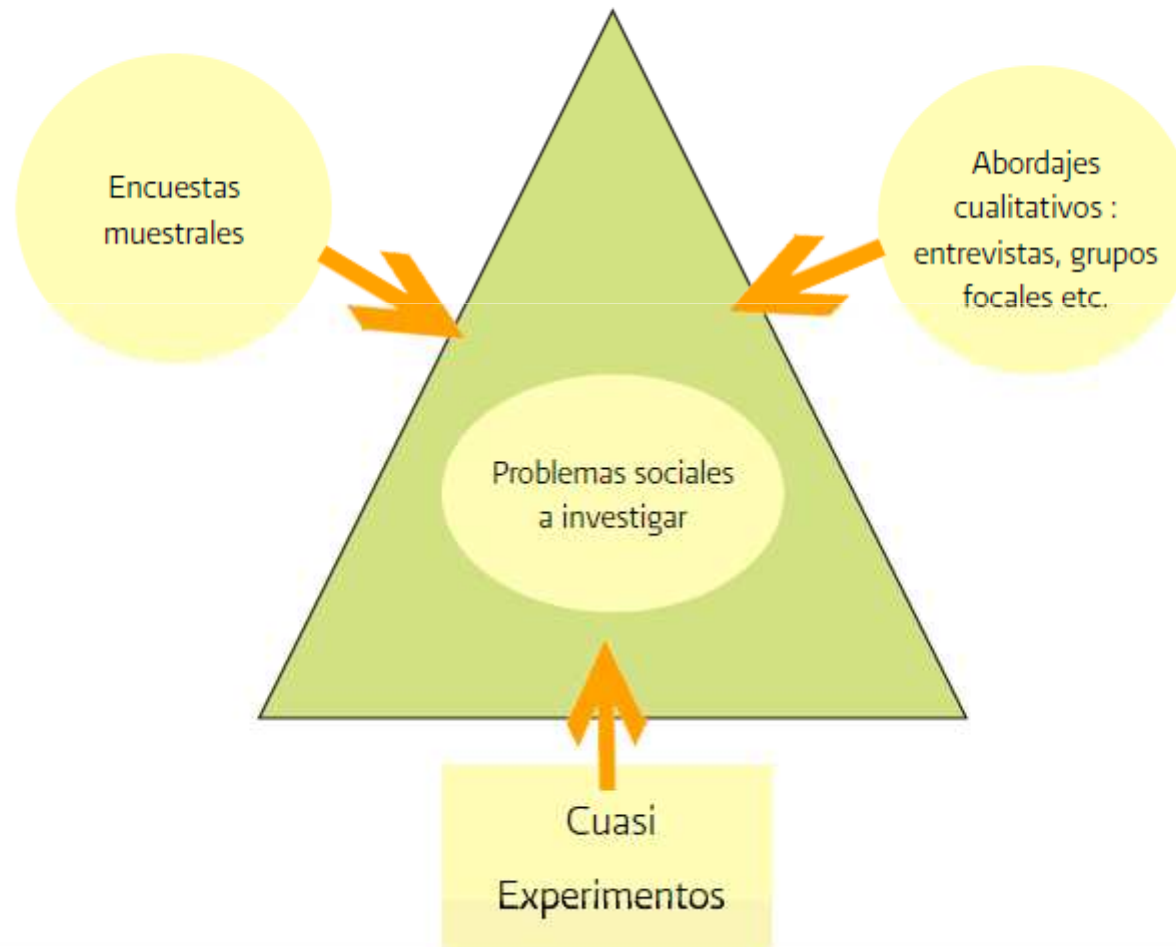 Encuestas
muestrales
Abordajes
cualitativos :
entrevistas, grupos
focales etc.
Problemas sociales
a investigar
Cuasi
Experimentos